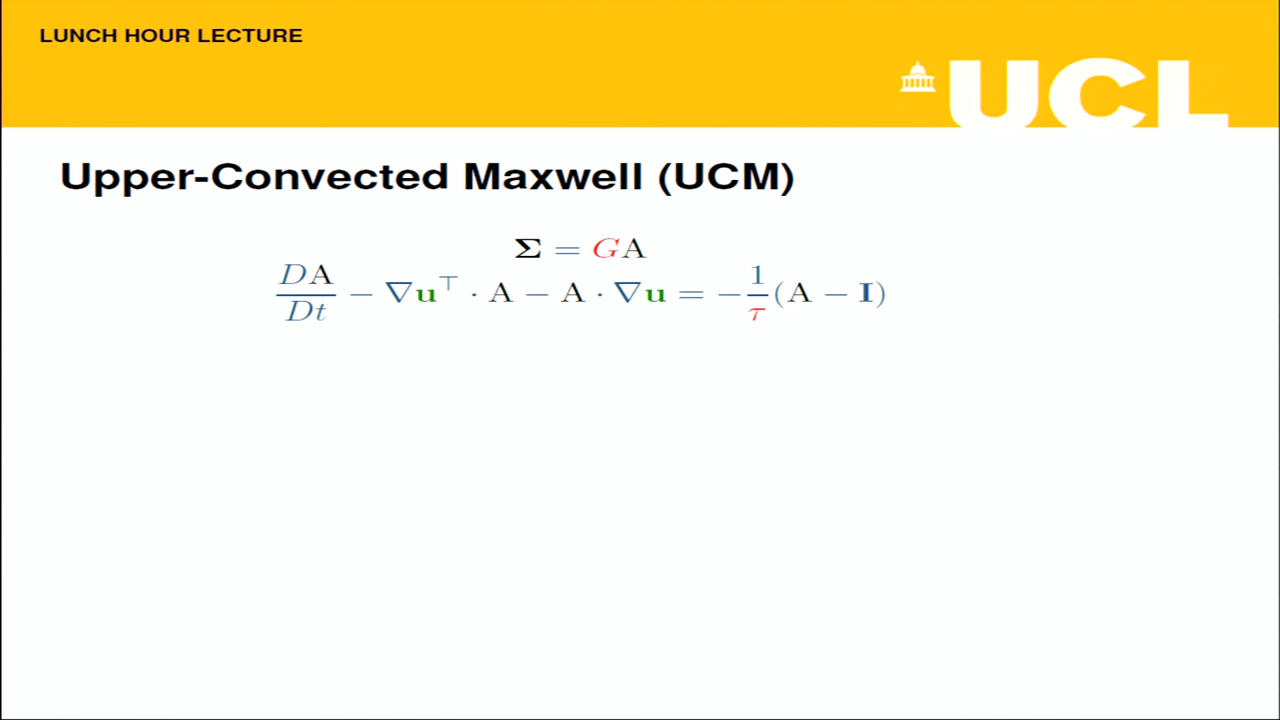 LUNCH HOUR LECTURE
UCL
Upper-Convected Maxwell (UCM)
Σ = GA
DA/Dt − ∇u⊤ · A − A · ∇u = −1/τ (A − I)